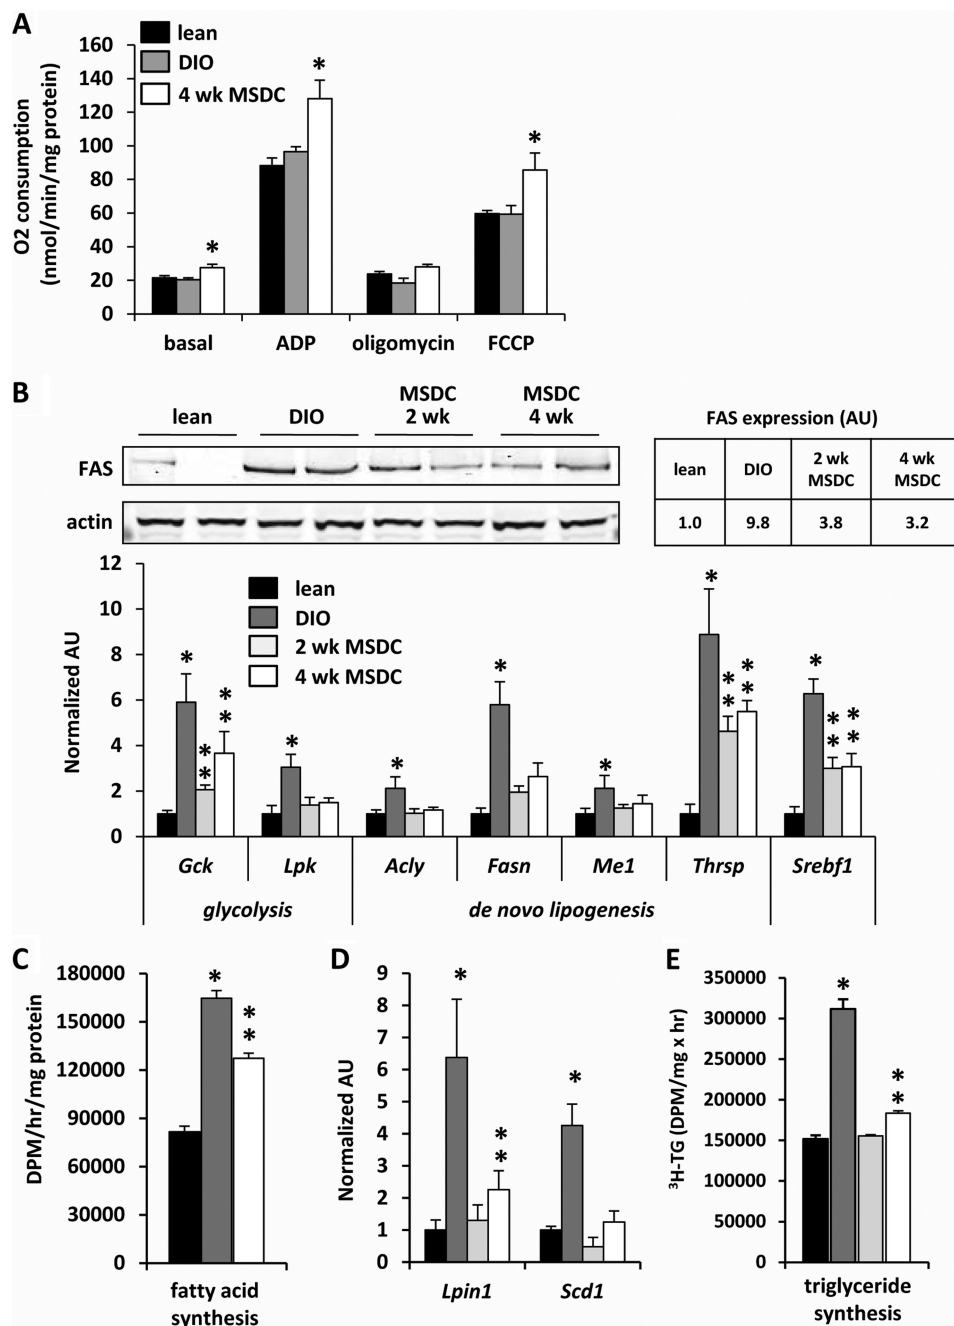 A
lean
DIO
4 wk MSDC
O2 consumption
(nmol/min/mg protein)
160
140
120
100
80
60
40
20
0
*
*
*
basal
ADP
oligomycin
FCCP
B
lean
DIO
MSDC
2 wk
MSDC
4 wk
FAS
actin
FAS expression (AU)
lean
DIO
2 wk
MSDC
4 wk
MSDC
1.0
9.8
3.8
3.2
Normalized AU
12
10
8
6
4
2
0
lean
DIO
2 wk MSDC
4 wk MSDC
*
**
**
*
*
*
*
*
**
**
*
**
**
Gck
Lpk
Acly
Fasn
Me1
Thrsp
Srebf1
glycolysis
de novo lipogenesis
C
DPM/hr/mg protein
180000
150000
120000
90000
60000
30000
0
*
**
fatty acid
synthesis
D
Normalized AU
9
8
7
6
5
4
3
2
1
0
*
**
*
Lpin1
Scd1
E
³H-TG (DPM/mg x hr)
350000
300000
250000
200000
150000
100000
50000
0
*
**
triglyceride
synthesis